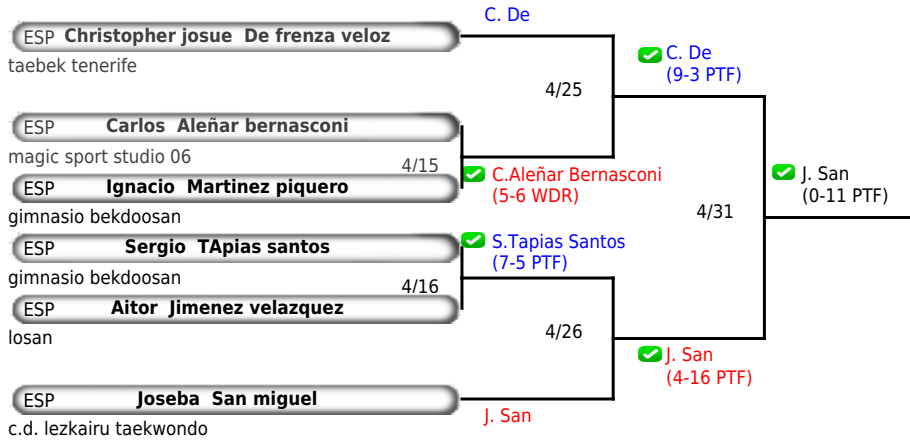 C. De
ESP Christopher josue De frenza veloz
taebek tenerife
C. De
(9-3 PTF)
4/25
ESP Carlos Aleñar bernasconi
magic sport studio 06
4/15
C.Aleñar Bernasconi
(5-6 WDR)
ESP Ignacio Martinez piquero
gimnasio bekdoosan
J. San
(0-11 PTF)
4/31
ESP Sergio TApias santos
gimnasio bekdoosan
S.Tapias Santos
(7-5 PTF)
4/16
ESP Aitor Jimenez velazquez
losan
4/26
J. San
(4-16 PTF)
ESP Joseba San miguel
c.d. lezkairu taekwondo
J. San